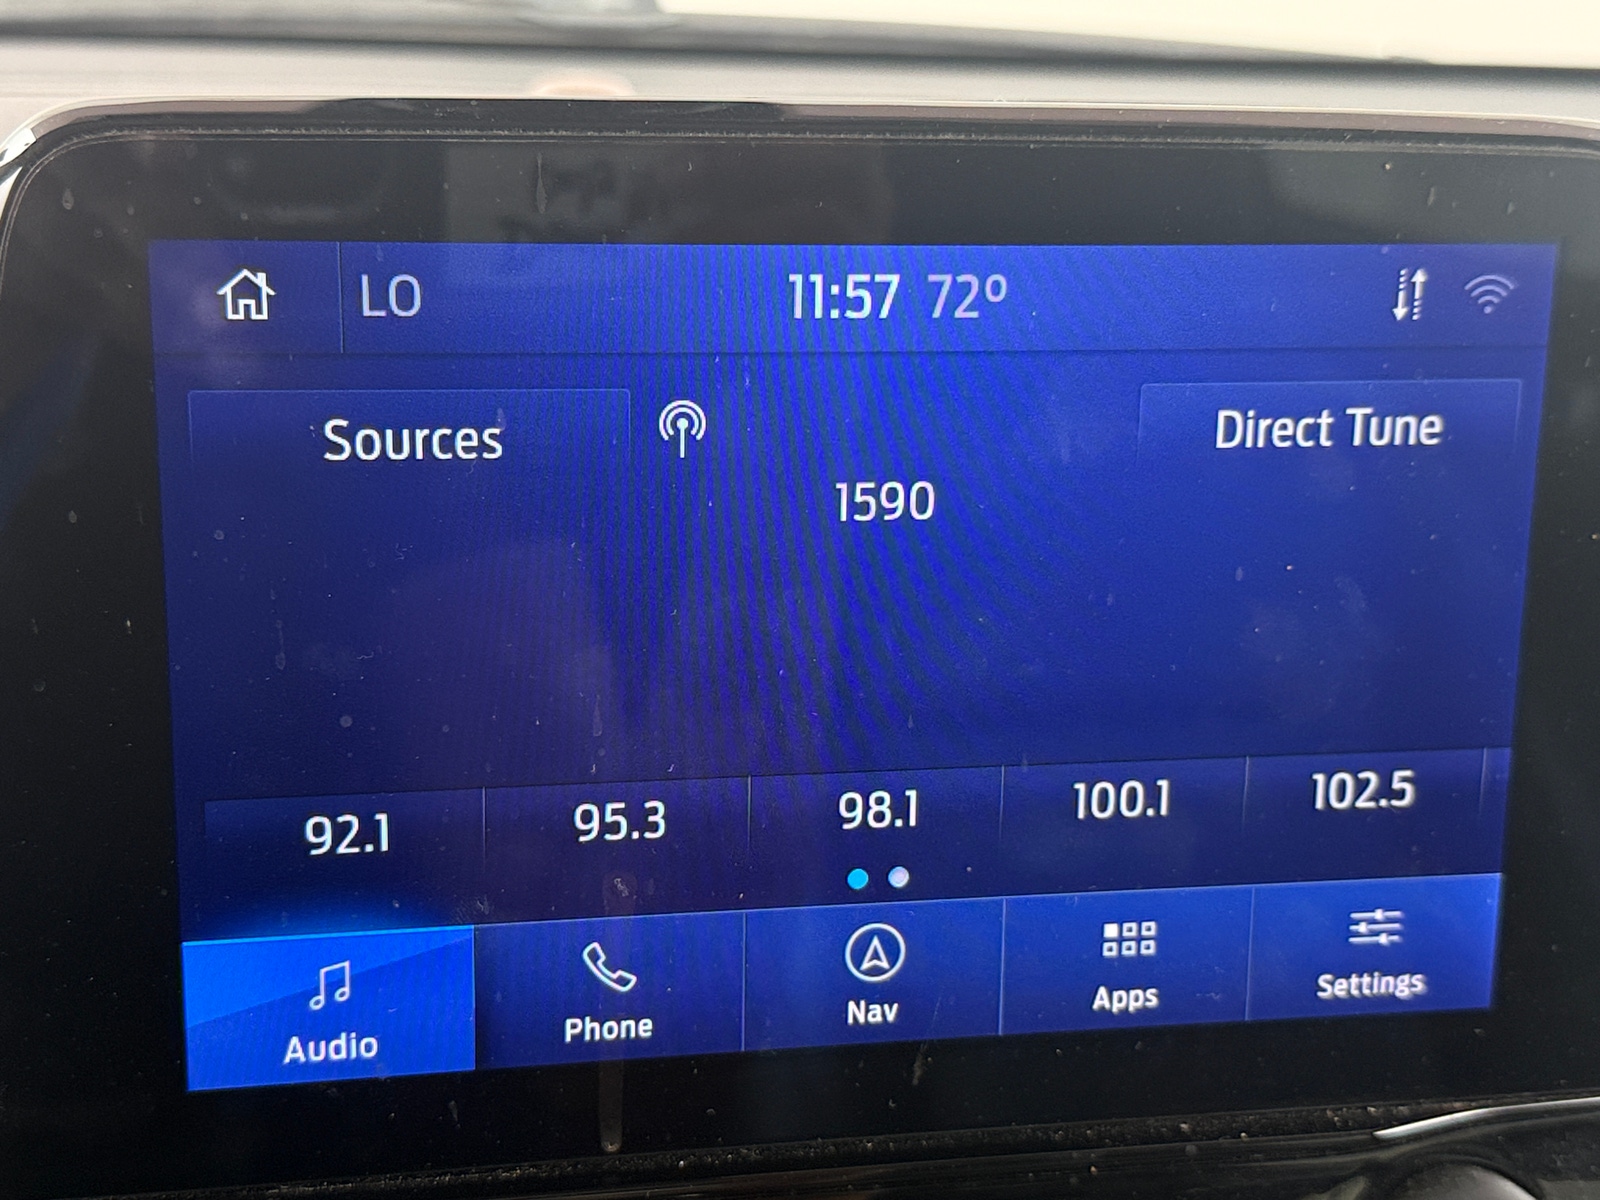 LO 11:57 72°
Sources
Direct Tune
1590
92.1 95.3 98.1 100.1 102.5
Audio Phone Nav Apps Settings